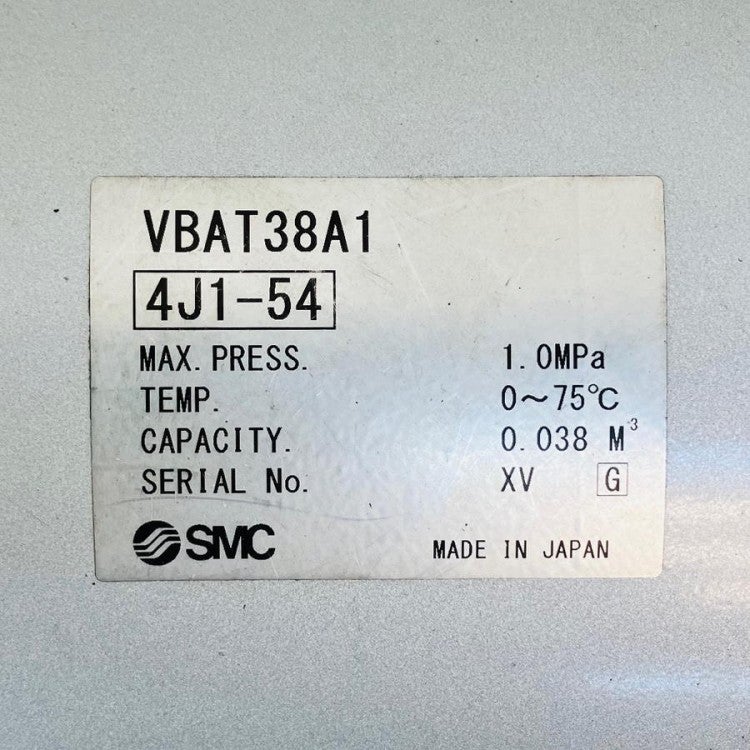 VBAT38A1
4J1-54
MAX. PRESS. 1.0MPa
TEMP. 0~75℃
CAPACITY. 0.038 M³
SERIAL No. XV G
SMC MADE IN JAPAN